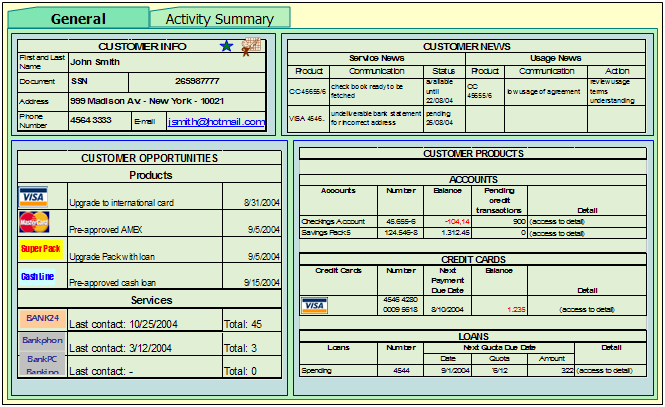 General Activity Summary
CUSTOMER INFO
First and Last Name John Smith
Document SSN 265987777
Address 999 Madison Av - New York - 10021
Phone Number 4564 3333 E-mail jsmith@hotmail.com
CUSTOMER NEWS
Service News Usage News
Product Communication Status Product Communication Action
CC 45655/6 check book ready to be fetched available until 22/08/04 CC 45655/6 low usage of agreement review usage terms understanding
VISA 4546.. undeliverable bank statement for incorrect address pending 26/08/04
CUSTOMER OPPORTUNITIES
Products
VISA Upgrade to international card 8/31/2004
MasterCard Pre-approved AMEX 9/5/2004
Super Pack Upgrade Pack with loan 9/5/2004
Cash Line Pre-approved cash loan 9/15/2004
Services
BANK24 Last contact: 10/25/2004 Total: 45
Bankphon Last contact: 3/12/2004 Total: 3
BankPC
Last contact: - Total: 0
CUSTOMER PRODUCTS
ACCOUNTS
Accounts Number Balance Pending credit transactions Detail
Checkings Account 45.655-6 -104,14 900 (access to detail)
Savings Pack 5 124.546-8 1.312.45 0 (access to detail)
CREDIT CARDS
Credit Cards Number Next Payment Due Date Balance Detail
VISA 4546 4280 0009 5518 8/10/2004 1.235 (access to detail)
LOANS
Loans Number Next Quota Due Date Detail
Date Quota Amount
Spending 4544 9/1/2004 '5/12 322 (access to detail)